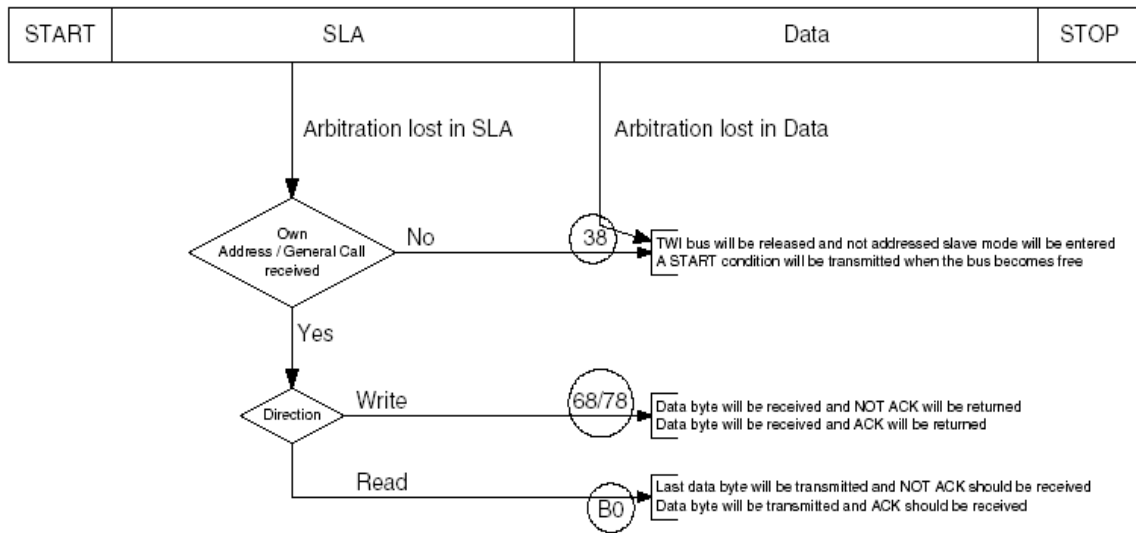 START SLA Data STOP
Arbitration lost in SLA Arbitration lost in Data
Own
Address / General Call
received
No
38
TWI bus will be released and not addressed slave mode will be entered
A START condition will be transmitted when the bus becomes free
Yes
Direction
Write
68/78
Data byte will be received and NOT ACK will be returned
Data byte will be received and ACK will be returned
Read
B0
Last data byte will be transmitted and NOT ACK should be received
Data byte will be transmitted and ACK should be received